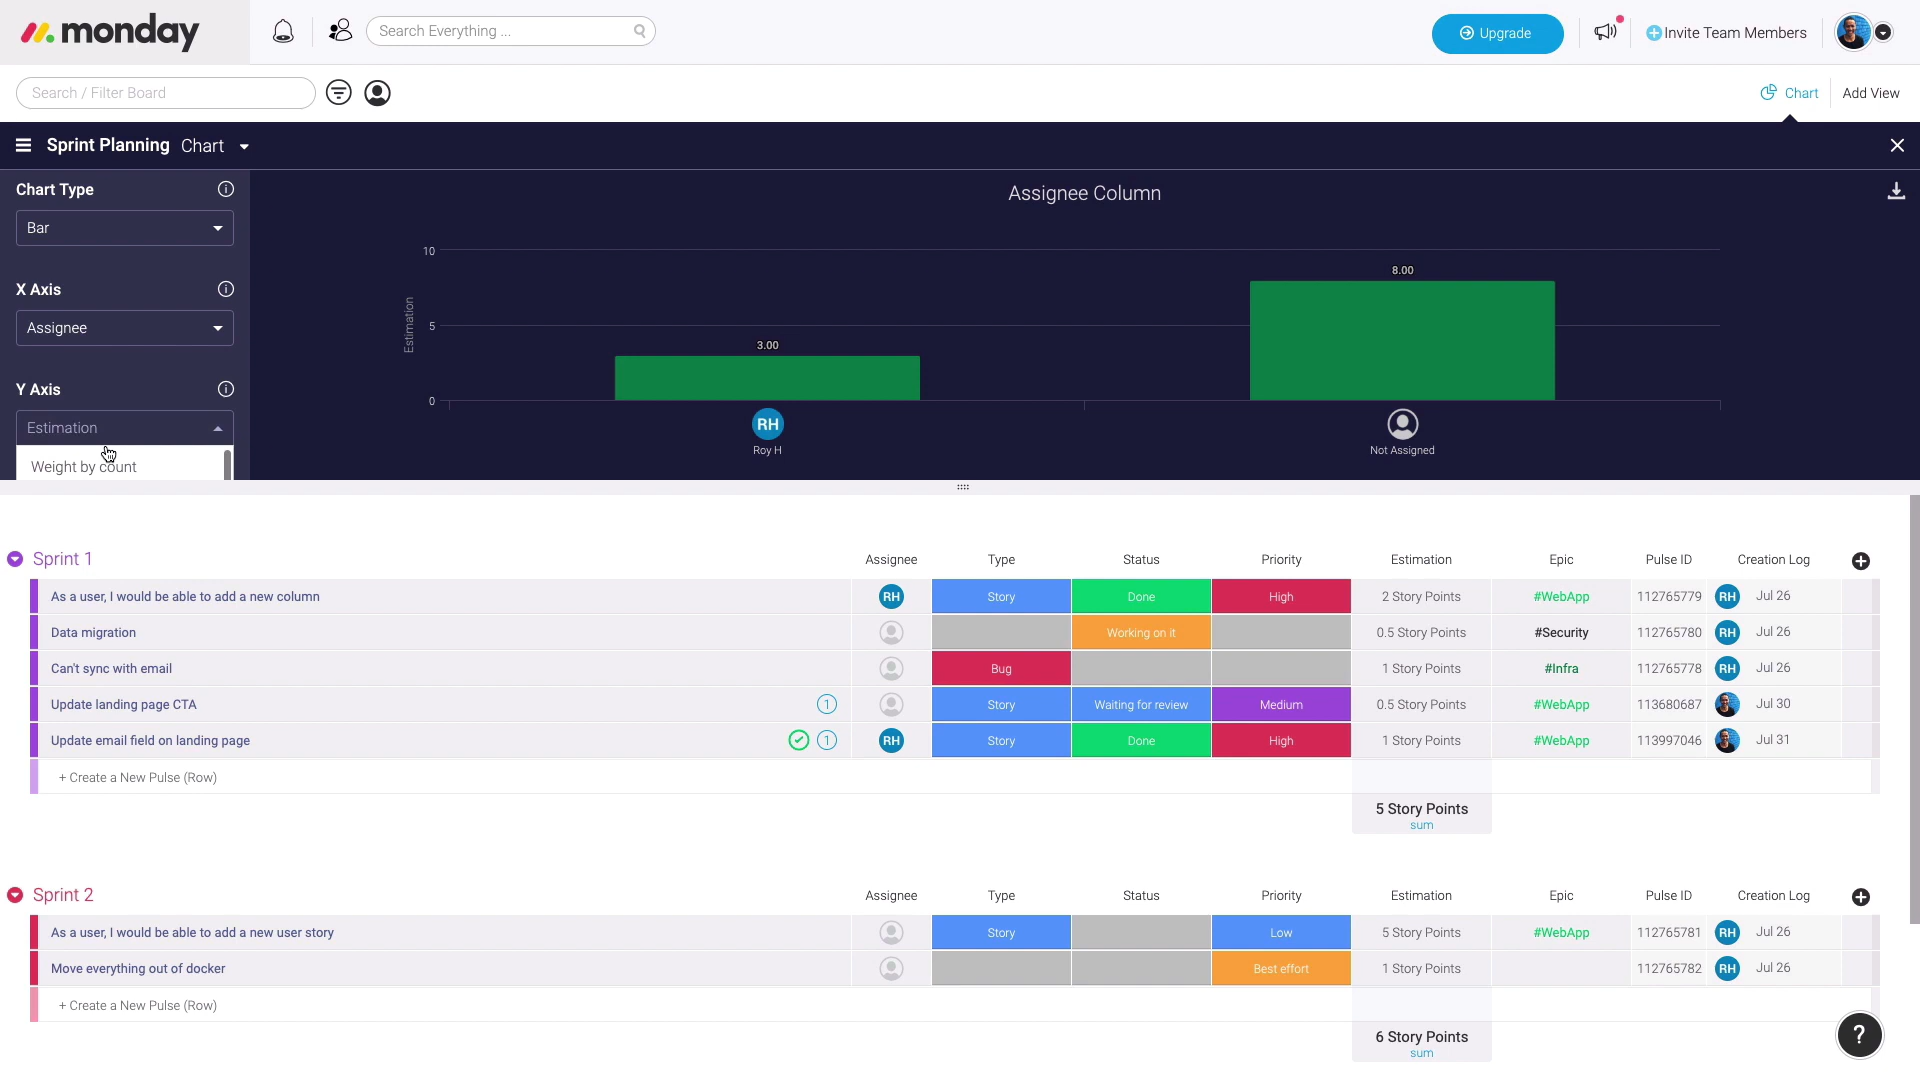 monday
Search Everything ...
Upgrade
Invite Team Members
Search / Filter Board
Chart
Add View
Sprint Planning Chart
Chart Type
Bar
X Axis
Assignee
Y Axis
Estimation
Weight by count
Assignee Column
10
5
0
Estimation
3.00
8.00
RH
Roy H
Not Assigned
Sprint 1 Assignee Type Status Priority Estimation Epic Pulse ID Creation Log
As a user, I would be able to add a new column RH Story Done High 2 Story Points #WebApp 112765779 RH Jul 26
Data migration Working on it 0.5 Story Points #Security 112765780 RH Jul 26
Can't sync with email Bug 1 Story Points #Infra 112765778 RH Jul 26
Update landing page CTA 1 Story Waiting for review Medium 0.5 Story Points #WebApp 113680687 Jul 30
Update email field on landing page 1 RH Story Done High 1 Story Points #WebApp 113997046 Jul 31
+ Create a New Pulse (Row)
5 Story Points
sum
Sprint 2 Assignee Type Status Priority Estimation Epic Pulse ID Creation Log
As a user, I would be able to add a new user story Story Low 5 Story Points #WebApp 112765781 RH Jul 26
Move everything out of docker Best effort 1 Story Points 112765782 RH Jul 26
+ Create a New Pulse (Row)
6 Story Points
sum
?